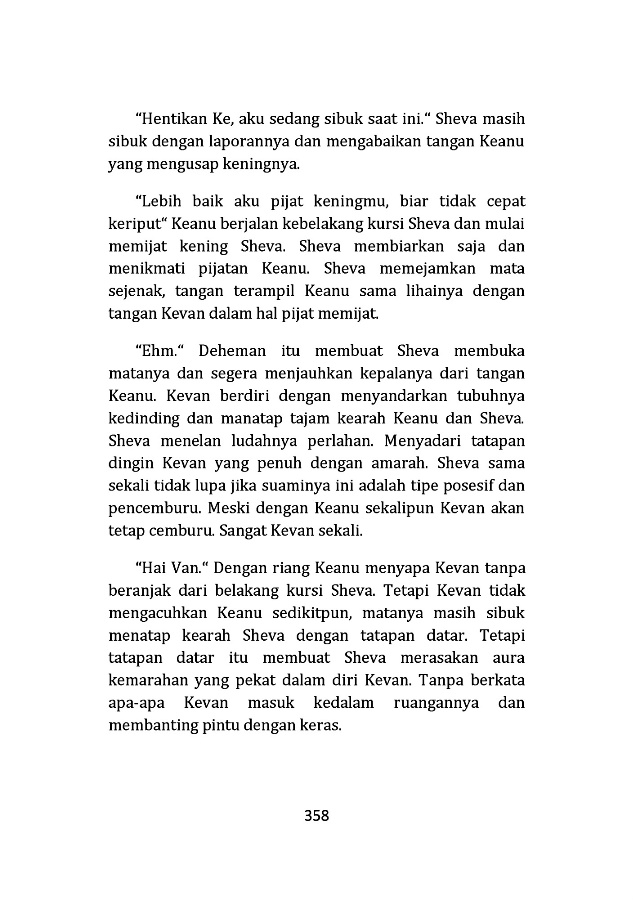 “Hentikan Ke, aku sedang sibuk saat ini.“ Sheva masih
sibuk dengan laporannya dan mengabaikan tangan Keanu
yang mengusap keningnya.
“Lebih baik aku pijat keningmu, biar tidak cepat
keriput“ Keanu berjalan kebelakang kursi Sheva dan mulai
memijat kening Sheva. Sheva membiarkan saja dan
menikmati pijatan Keanu. Sheva memejamkan mata
sejenak, tangan terampil Keanu sama lihainya dengan
tangan Kevan dalam hal pijat memijat.
“Ehm.“ Deheman itu membuat Sheva membuka
matanya dan segera menjauhkan kepalanya dari tangan
Keanu. Kevan berdiri dengan menyandarkan tubuhnya
kedinding dan manatap tajam kearah Keanu dan Sheva.
Sheva menelan ludahnya perlahan. Menyadari tatapan
dingin Kevan yang penuh dengan amarah. Sheva sama
sekali tidak lupa jika suaminya ini adalah tipe posesif dan
pencemburu. Meski dengan Keanu sekalipun Kevan akan
tetap cemburu. Sangat Kevan sekali.
“Hai Van.“ Dengan riang Keanu menyapa Kevan tanpa
beranjak dari belakang kursi Sheva. Tetapi Kevan tidak
mengacuhkan Keanu sedikitpun, matanya masih sibuk
menatap kearah Sheva dengan tatapan datar. Tetapi
tatapan datar itu membuat Sheva merasakan aura
kemarahan yang pekat dalam diri Kevan. Tanpa berkata
apa-apa Kevan masuk kedalam ruangannya dan
membanting pintu dengan keras.
358